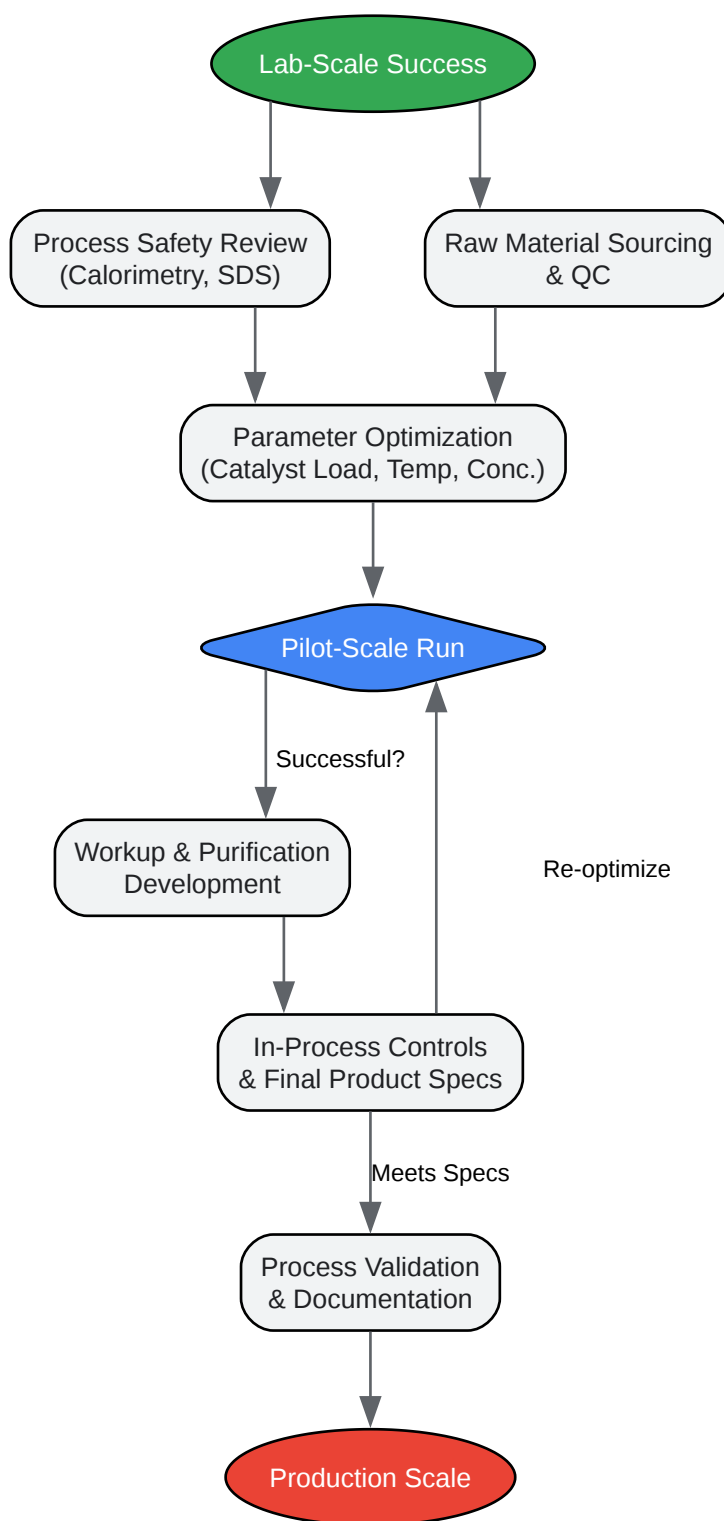 Lab-Scale Success
Process Safety Review
(Calorimetry, SDS)
Raw Material Sourcing
& QC
Parameter Optimization
(Catalyst Load, Temp, Conc.)
Pilot-Scale Run
Successful?
Workup & Purification
Development
Re-optimize
In-Process Controls
& Final Product Specs
Meets Specs
Process Validation
& Documentation
Production Scale